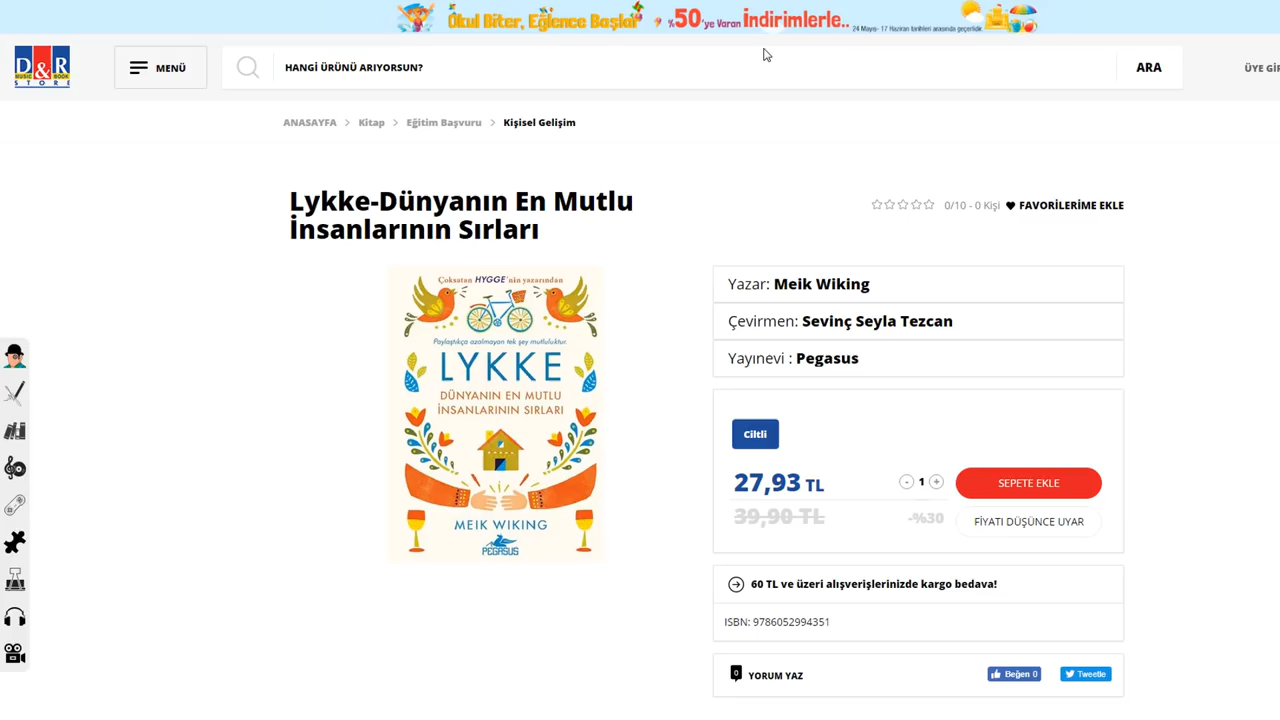 Okul Biter, Eğlence Başlar
%50'ye Varan İndirimlerle..
24 Mayıs- 17 Haziran tarihleri arasında geçerlidir.
D&R
MUSIC BOOK
STORE
MENÜ
HANGİ ÜRÜNÜ ARIYORSUN?
ARA
ÜYE GİR
ANASAYFA > Kitap > Eğitim Başvuru > Kişisel Gelişim
Lykke-Dünyanın En Mutlu
İnsanlarının Sırları
0/10 - 0 Kişi
FAVORİLERİME EKLE
Çoksatan HYGGE'nin yazarından
Paylaştıkça azalmayan tek şey mutluluktur.
LYKKE
DÜNYANIN EN MUTLU
İNSANLARININ SIRLARI
MEIK WIKING
PEGASUS
Yazar: Meik Wiking
Çevirmen: Sevinç Seyla Tezcan
Yayınevi : Pegasus
Ciltli
27,93 TL
- 1 +
SEPETE EKLE
39,90 TL
-%30
FİYATI DÜŞÜNCE UYAR
60 TL ve üzeri alışverişlerinizde kargo bedava!
ISBN: 9786052994351
0 YORUM YAZ
Beğen 0
Tweetle